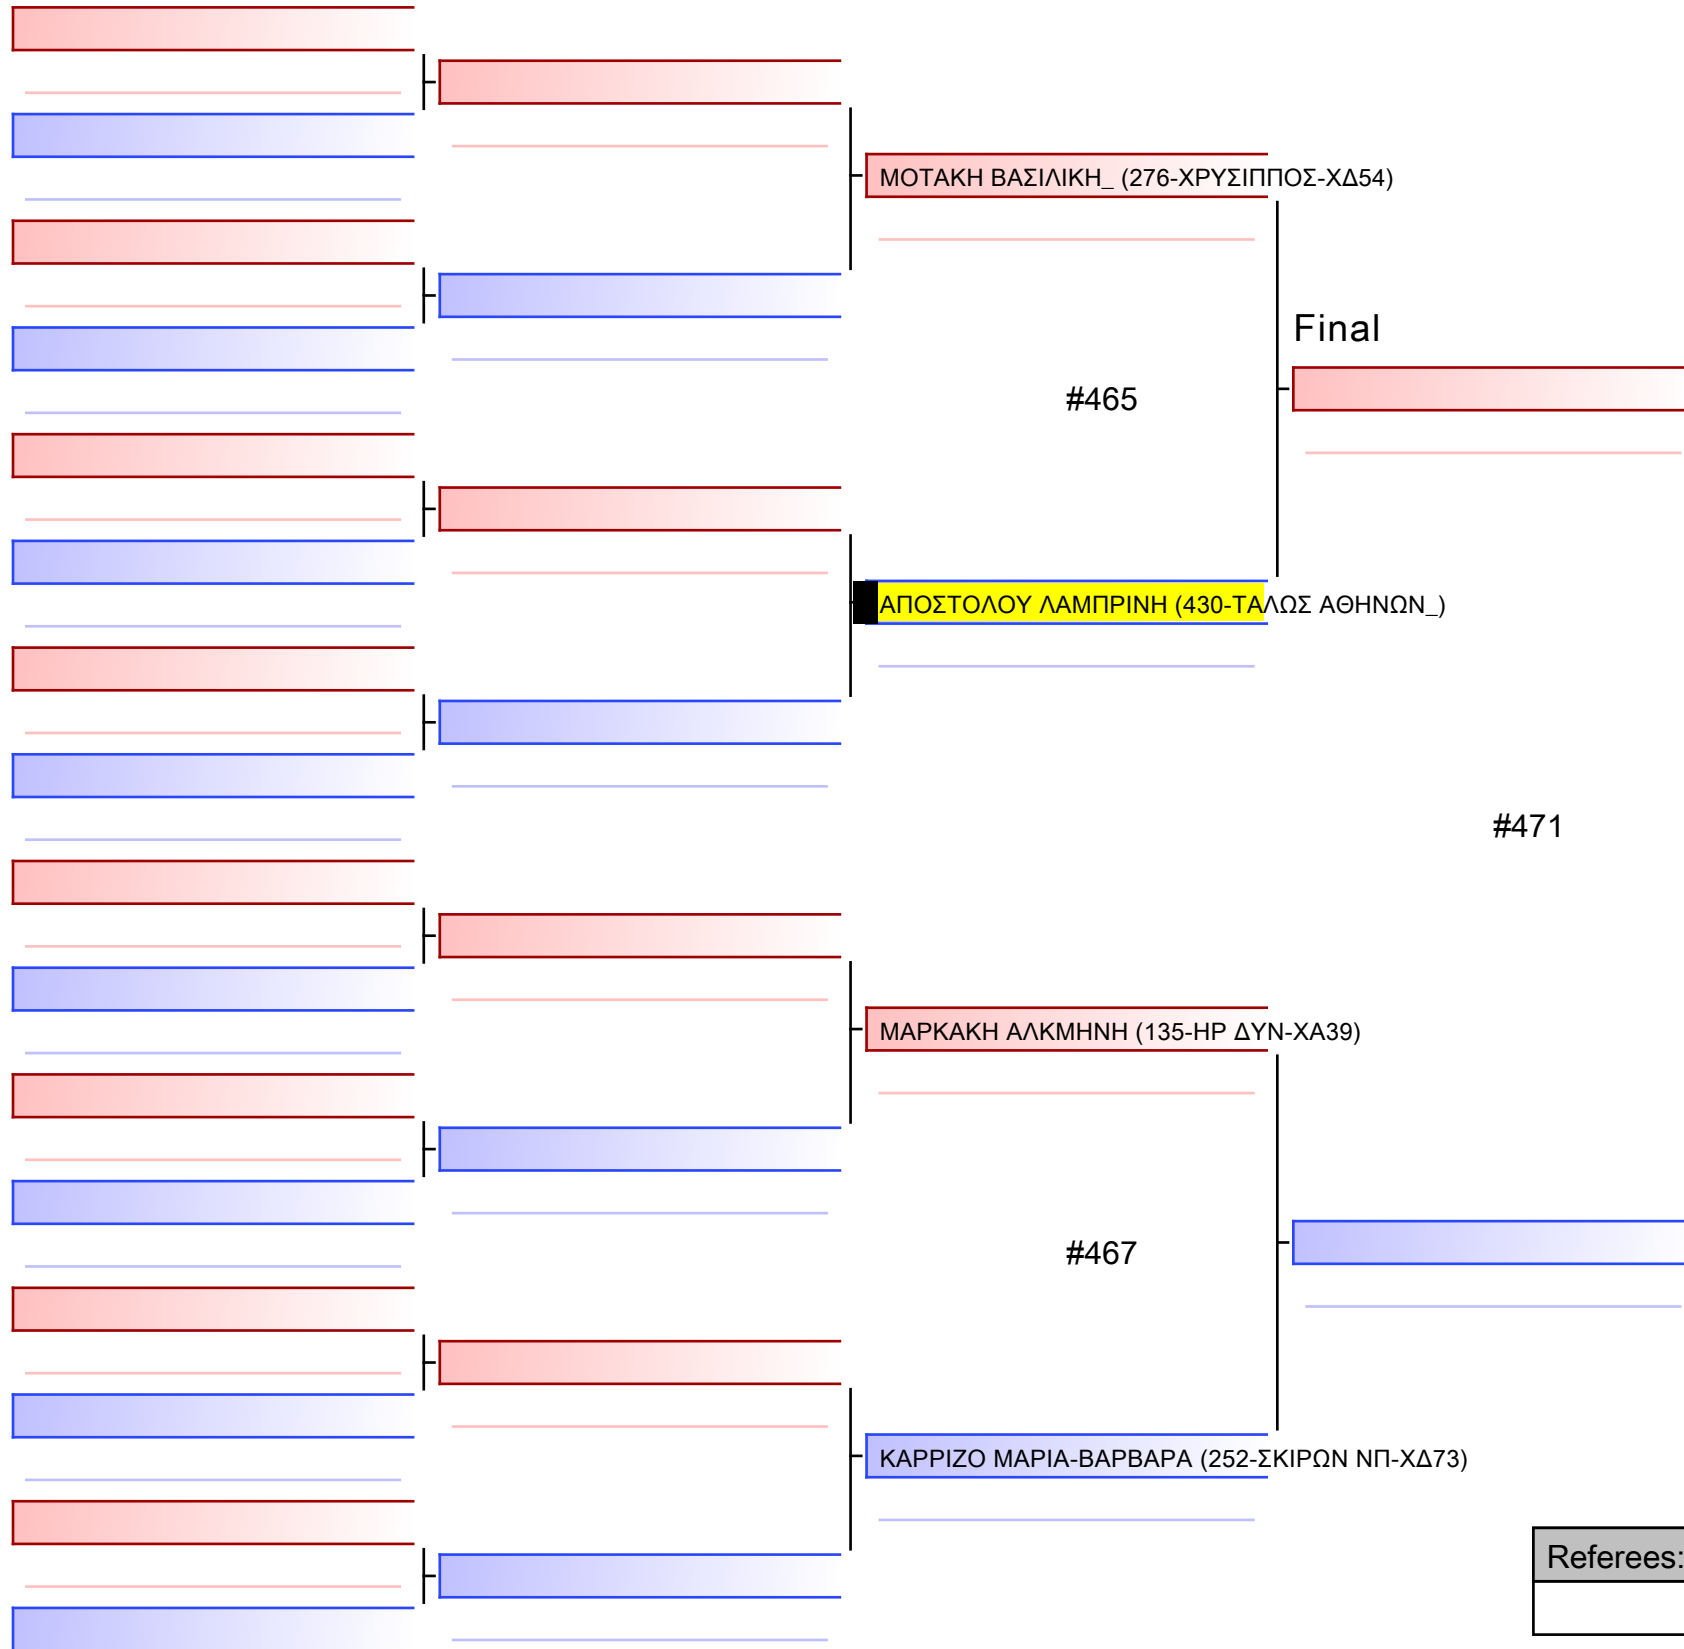 ΜΟΤΑΚΗ ΒΑΣΙΛΙΚΗ_ (276-ΧΡΥΣΙΠΠΟΣ-ΧΔ54)
Final
#465
ΑΠΟΣΤΟΛΟΥ ΛΑΜΠΡΙΝΗ (430-ΤΑΛΩΣ ΑΘΗΝΩΝ_)
#471
ΜΑΡΚΑΚΗ ΑΛΚΜΗΝΗ (135-ΗΡ ΔΥΝ-ΧΑ39)
#467
ΚΑΡΡΙΖΟ ΜΑΡΙΑ-ΒΑΡΒΑΡΑ (252-ΣΚΙΡΩΝ ΝΠ-ΧΔ73)
Referees: